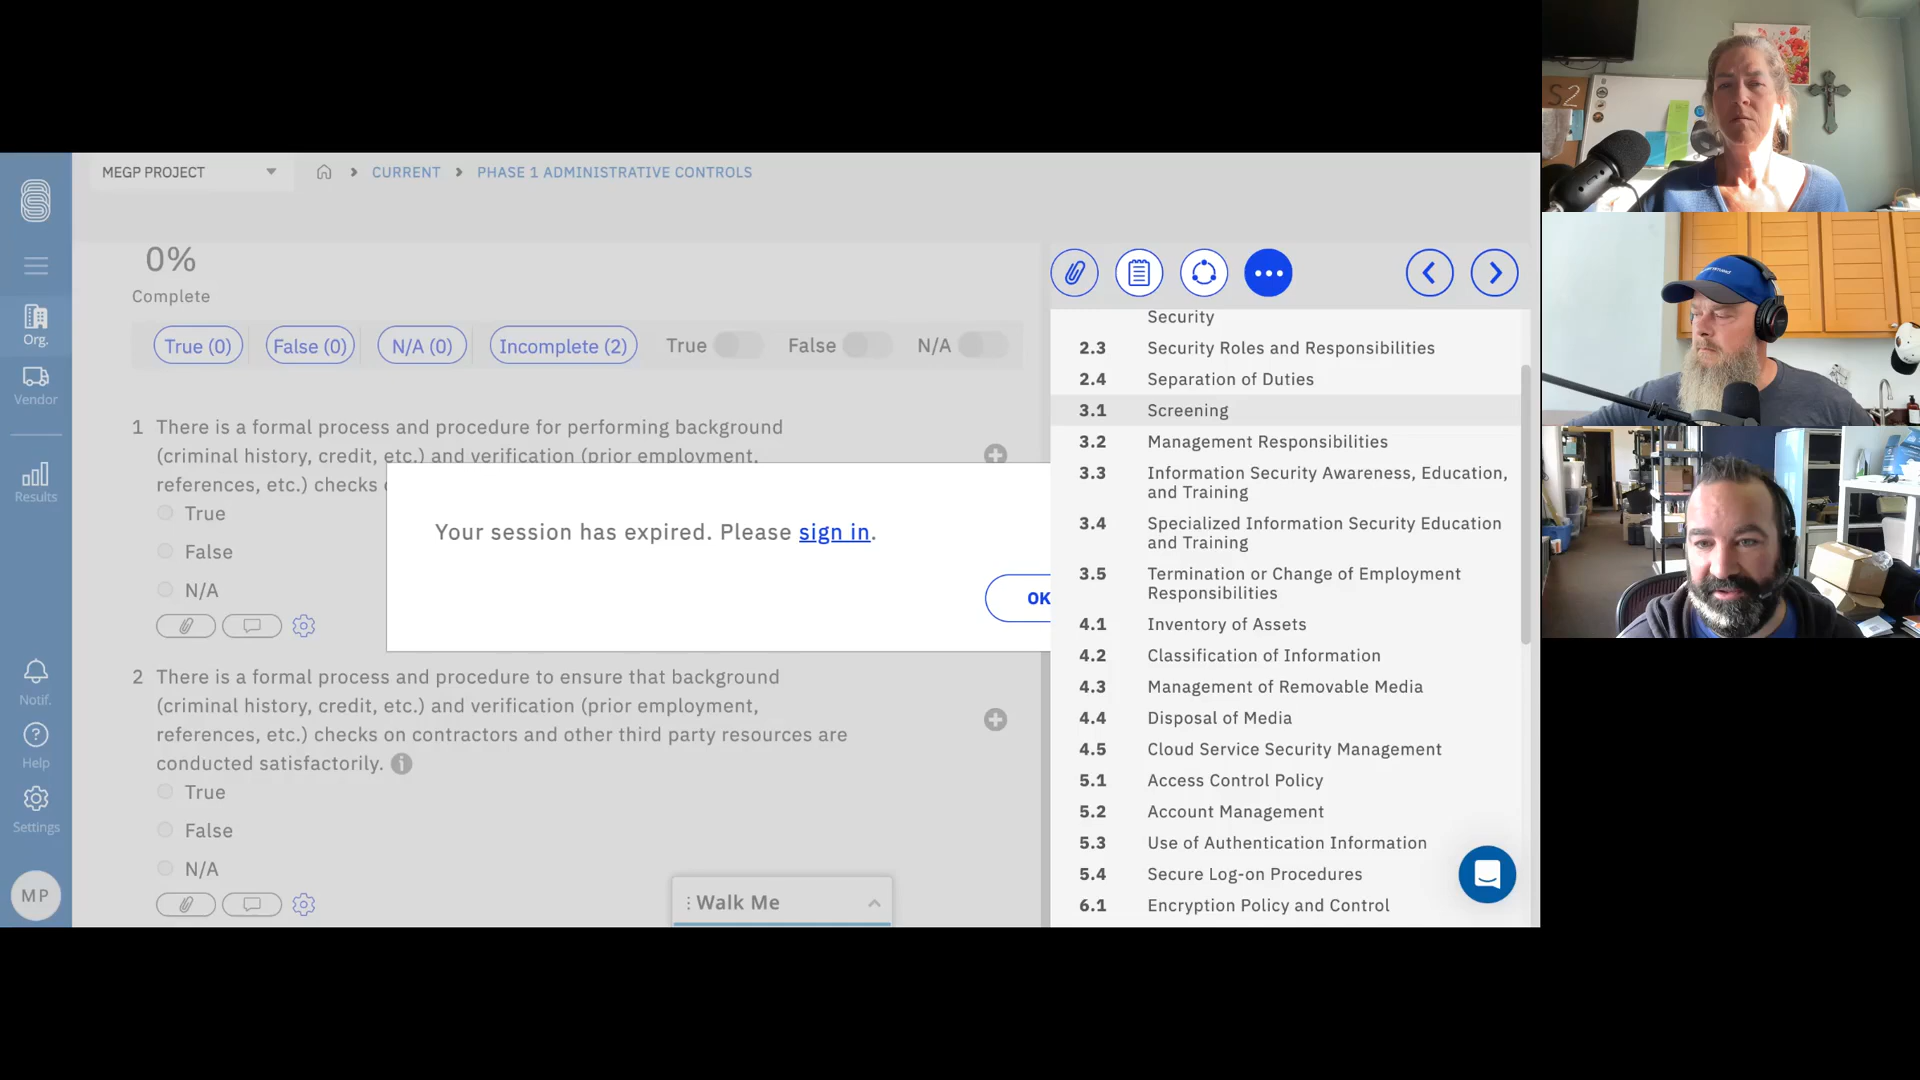 MEGP PROJECT
CURRENT
PHASE 1 ADMINISTRATIVE CONTROLS
0%
Complete
True (0)
False (0)
N/A (0)
Incomplete (2)
True
False
N/A
1 There is a formal process and procedure for performing background
(criminal history, credit, etc.) and verification (prior employment,
references, etc.) checks
True
False
N/A
Your session has expired. Please sign in.
OK
2 There is a formal process and procedure to ensure that background
(criminal history, credit, etc.) and verification (prior employment,
references, etc.) checks on contractors and other third party resources are
conducted satisfactorily.
True
False
N/A
Walk Me
Org.
Vendor
Results
Notif.
Help
Settings
MP
Security
2.3 Security Roles and Responsibilities
2.4 Separation of Duties
3.1 Screening
3.2 Management Responsibilities
3.3 Information Security Awareness, Education,
and Training
3.4 Specialized Information Security Education
and Training
3.5 Termination or Change of Employment
Responsibilities
4.1 Inventory of Assets
4.2 Classification of Information
4.3 Management of Removable Media
4.4 Disposal of Media
4.5 Cloud Service Security Management
5.1 Access Control Policy
5.2 Account Management
5.3 Use of Authentication Information
5.4 Secure Log-on Procedures
6.1 Encryption Policy and Control
S2